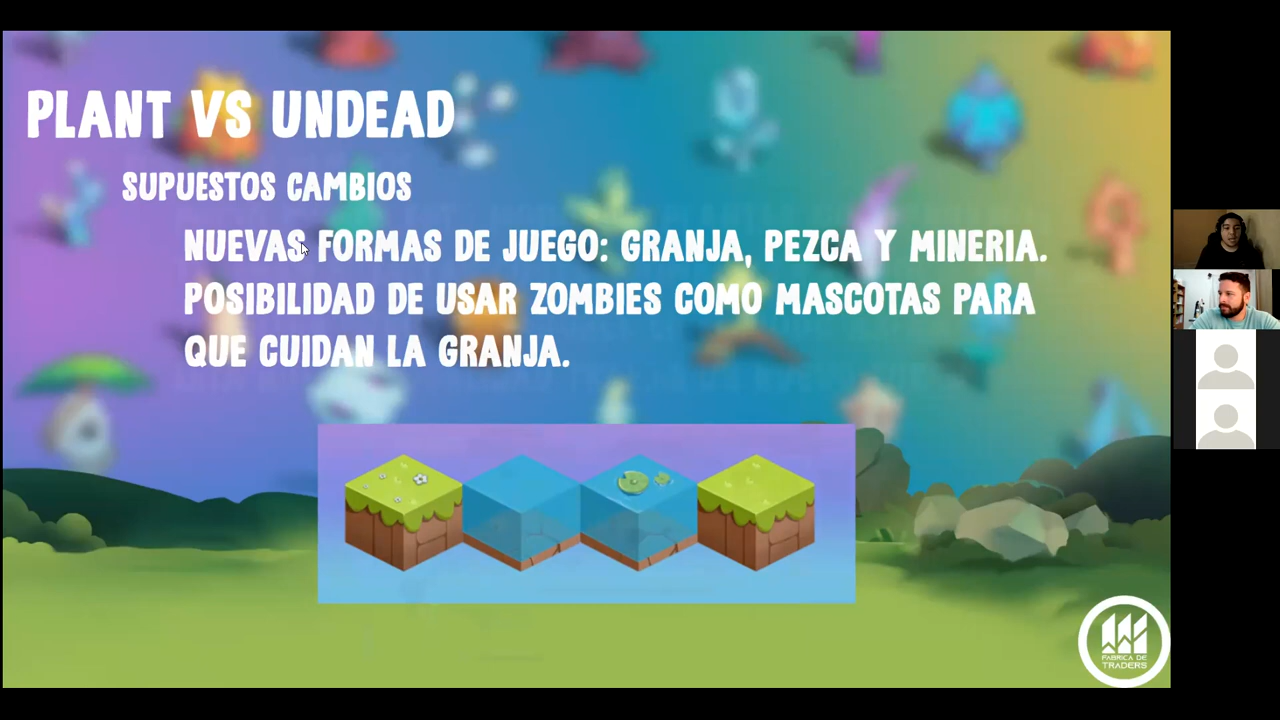 PLANT VS UNDEAD
SUPUESTOS CAMBIOS
NUEVAS FORMAS DE JUEGO: GRANJA, PEZCA Y MINERIA.
POSIBILIDAD DE USAR ZOMBIES COMO MASCOTAS PARA
QUE CUIDAN LA GRANJA.
FABRICA DE
TRADERS